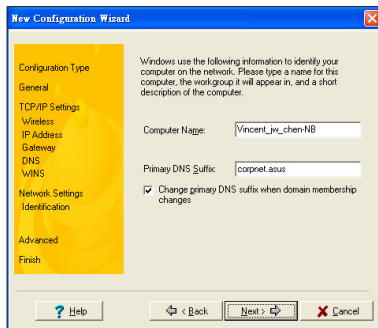 New Configuration Wizard
Configuration Type
General
TCP/IP Settings
Wireless
IP Address
Gateway
DNS
WINS
Network Settings
Identification
Advanced
Finish
Windows use the following information to identify your
computer on the network. Please type a name for this
computer, the workgroup it will appear in, and a short
description of the computer.
Computer Name: Vincent_jw_chen-NB
Primary DNS Suffix: corpnet.asus
Change primary DNS suffix when domain membership
changes
Help
< Back
Next >
Cancel